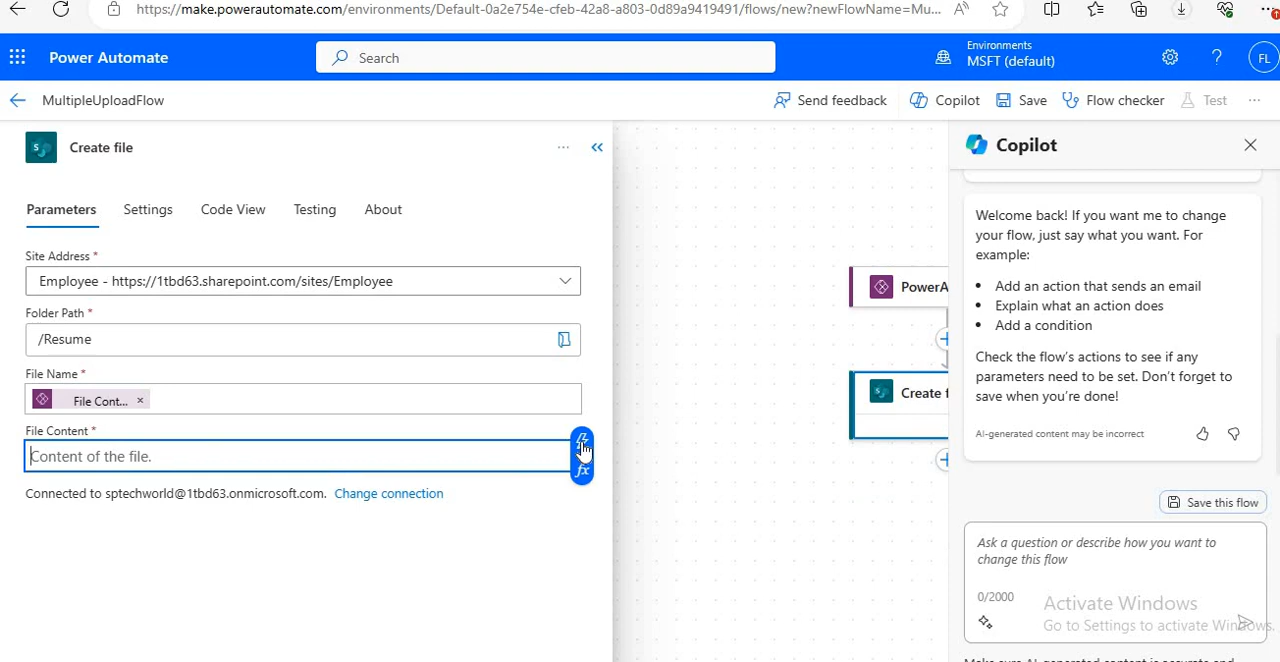 https://make.powerautomate.com/environments/Default-0a2e754e-cfeb-42a8-a803-0d89a9419491/flows/new?newFlowName=Mu...
Power Automate
Search
Environments
MSFT (default)
FL
MultipleUploadFlow
Send feedback
Copilot
Save
Flow checker
Test
Create file
Parameters
Settings
Code View
Testing
About
Site Address *
Employee - https://1tbd63.sharepoint.com/sites/Employee
Folder Path *
/Resume
File Name *
File Cont...
File Content *
Content of the file.
fx
Connected to sptechworld@1tbd63.onmicrosoft.com. Change connection
PowerA
Create f
Copilot
Welcome back! If you want me to change
your flow, just say what you want. For
example:
• Add an action that sends an email
• Explain what an action does
• Add a condition
Check the flow's actions to see if any
parameters need to be set. Don't forget to
save when you're done!
AI-generated content may be incorrect
Save this flow
Ask a question or describe how you want to
change this flow
0/2000
Activate Windows
Go to Settings to activate Windows.